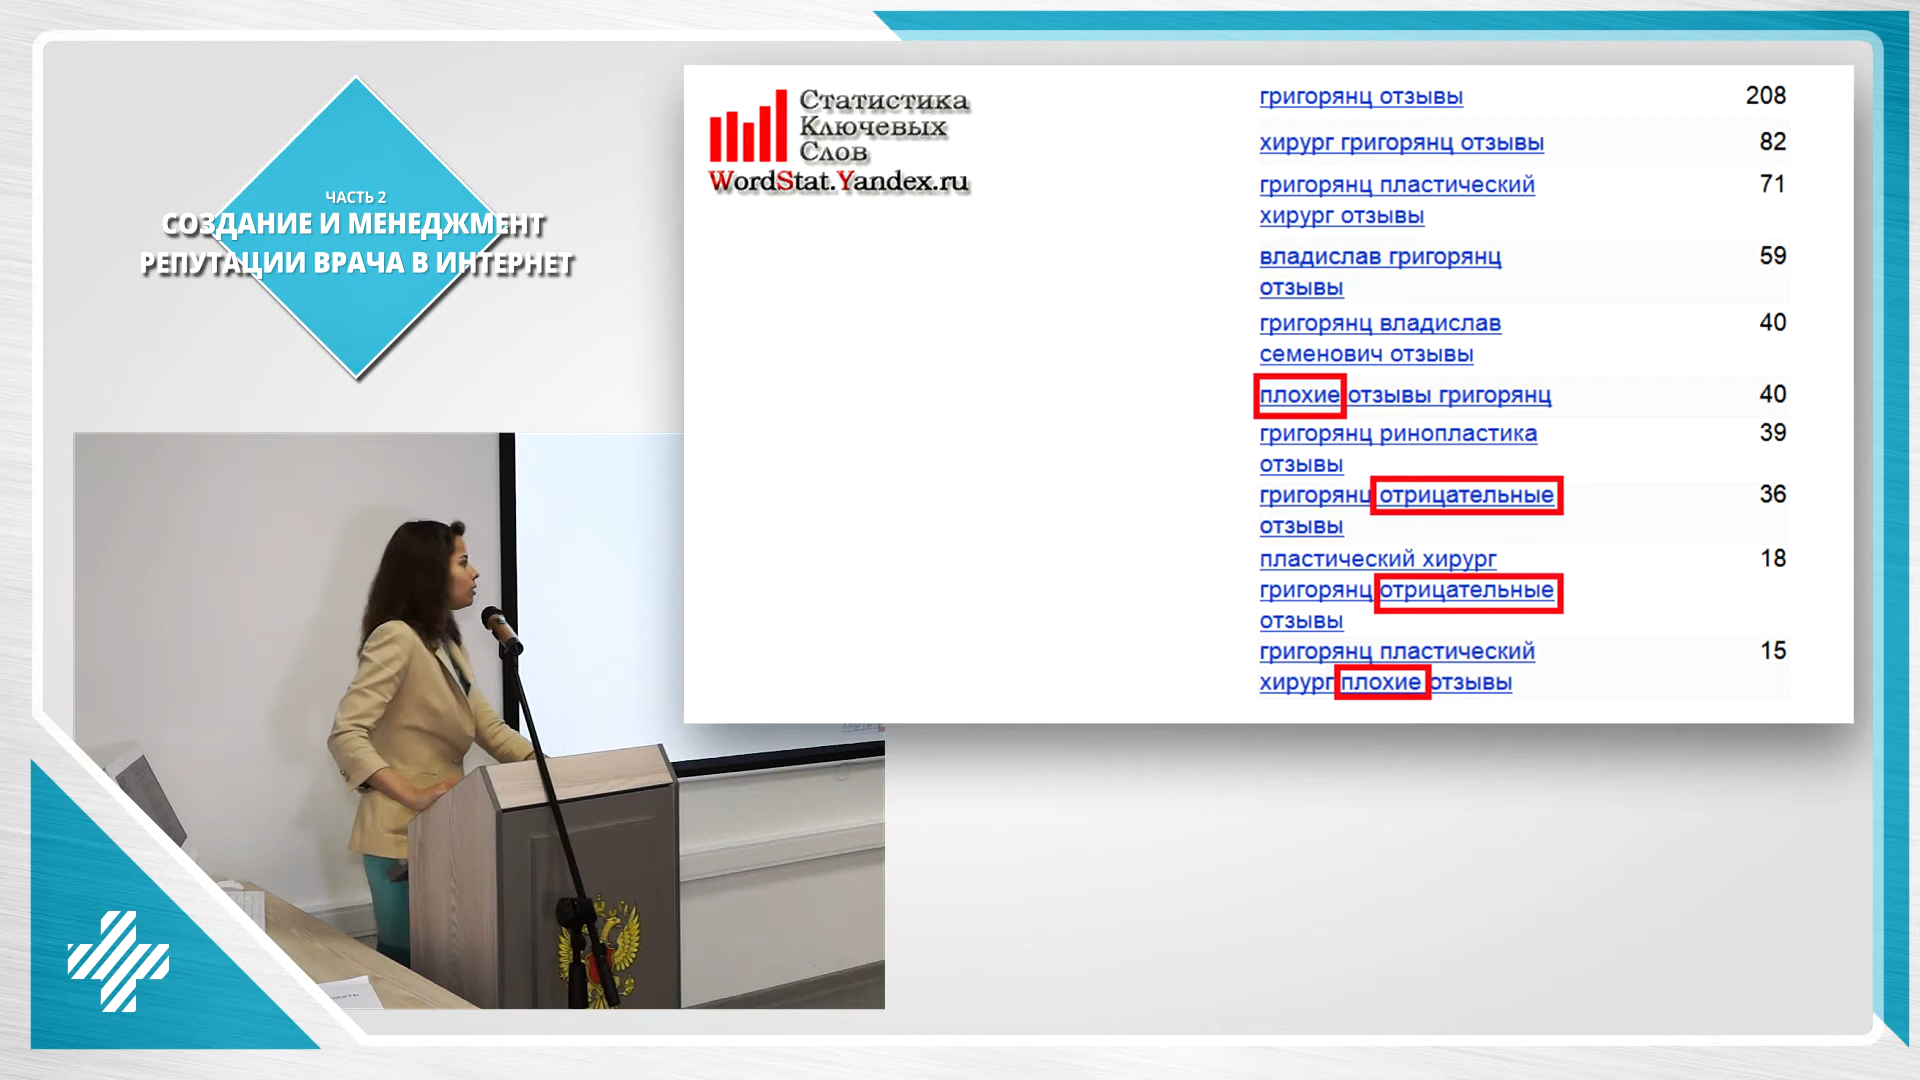 ЧАСТЬ 2
СОЗДАНИЕ И МЕНЕДЖМЕНТ
РЕПУТАЦИИ ВРАЧА В ИНТЕРНЕТ
Статистика
Ключевых
Слов
WordStat.Yandex.ru
григорянц отзывы 208
хирург григорянц отзывы 82
григорянц пластический 71
хирург отзывы
владислав григорянц 59
отзывы
григорянц владислав 40
семенович отзывы
плохие отзывы григорянц 40
григорянц ринопластика 39
отзывы
григорянц отрицательные 36
отзывы
пластический хирург 18
григорянц отрицательные
отзывы
григорянц пластический 15
хирург плохие отзывы